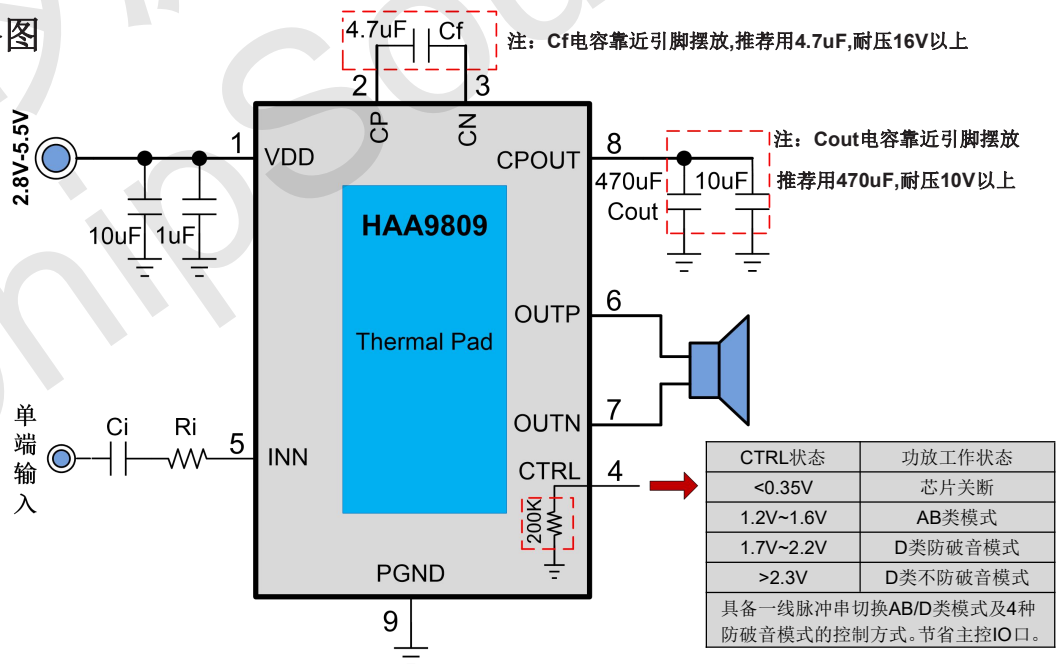 图
4.7uF Cf
注：Cf电容靠近引脚摆放,推荐用4.7uF,耐压16V以上
2 3
CP CN
2.8V-5.5V
1 VDD
10uF 1uF
CPOUT 8
注：Cout电容靠近引脚摆放
推荐用470uF,耐压10V以上
470uF 10uF
Cout
HAA9809
Thermal Pad
OUTP 6
OUTN 7
单端输入
Ci Ri 5 INN
CTRL 4
200K
PGND
9
CTRL状态 功放工作状态
<0.35V 芯片关断
1.2V~1.6V AB类模式
1.7V~2.2V D类防破音模式
>2.3V D类不防破音模式
具备一线脉冲串切换AB/D类模式及4种
防破音模式的控制方式。节省主控IO口。